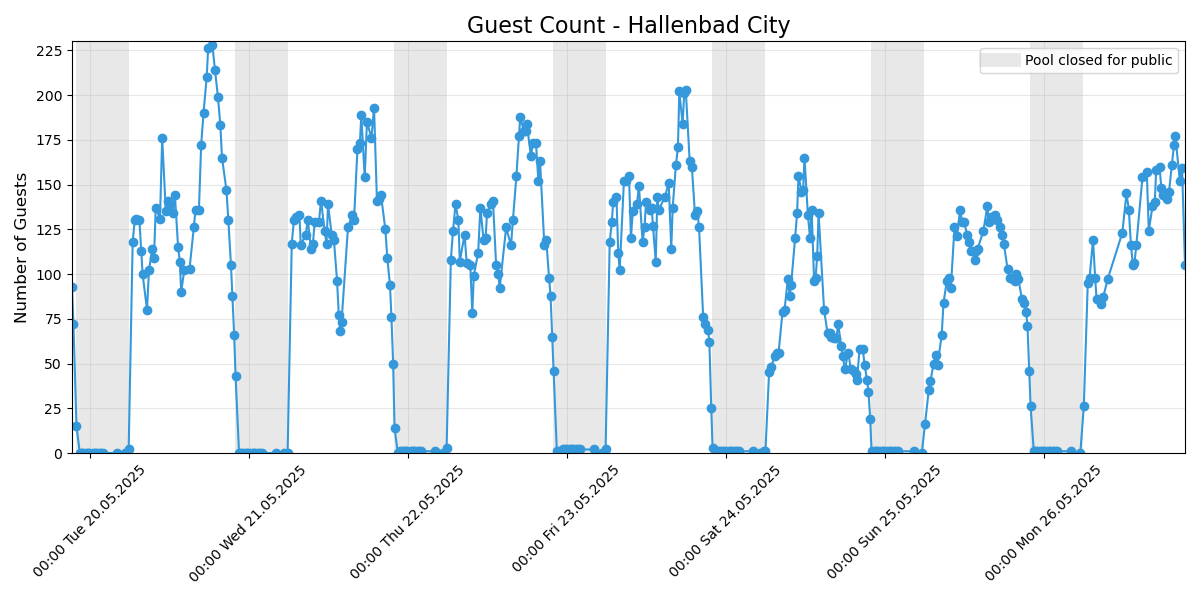 Guest Count - Hallenbad City
Pool closed for public
Number of Guests
225
200
175
150
125
100
75
50
25
0
00:00 Tue 20.05.2025
00:00 Wed 21.05.2025
00:00 Thu 22.05.2025
00:00 Fri 23.05.2025
00:00 Sat 24.05.2025
00:00 Sun 25.05.2025
00:00 Mon 26.05.2025